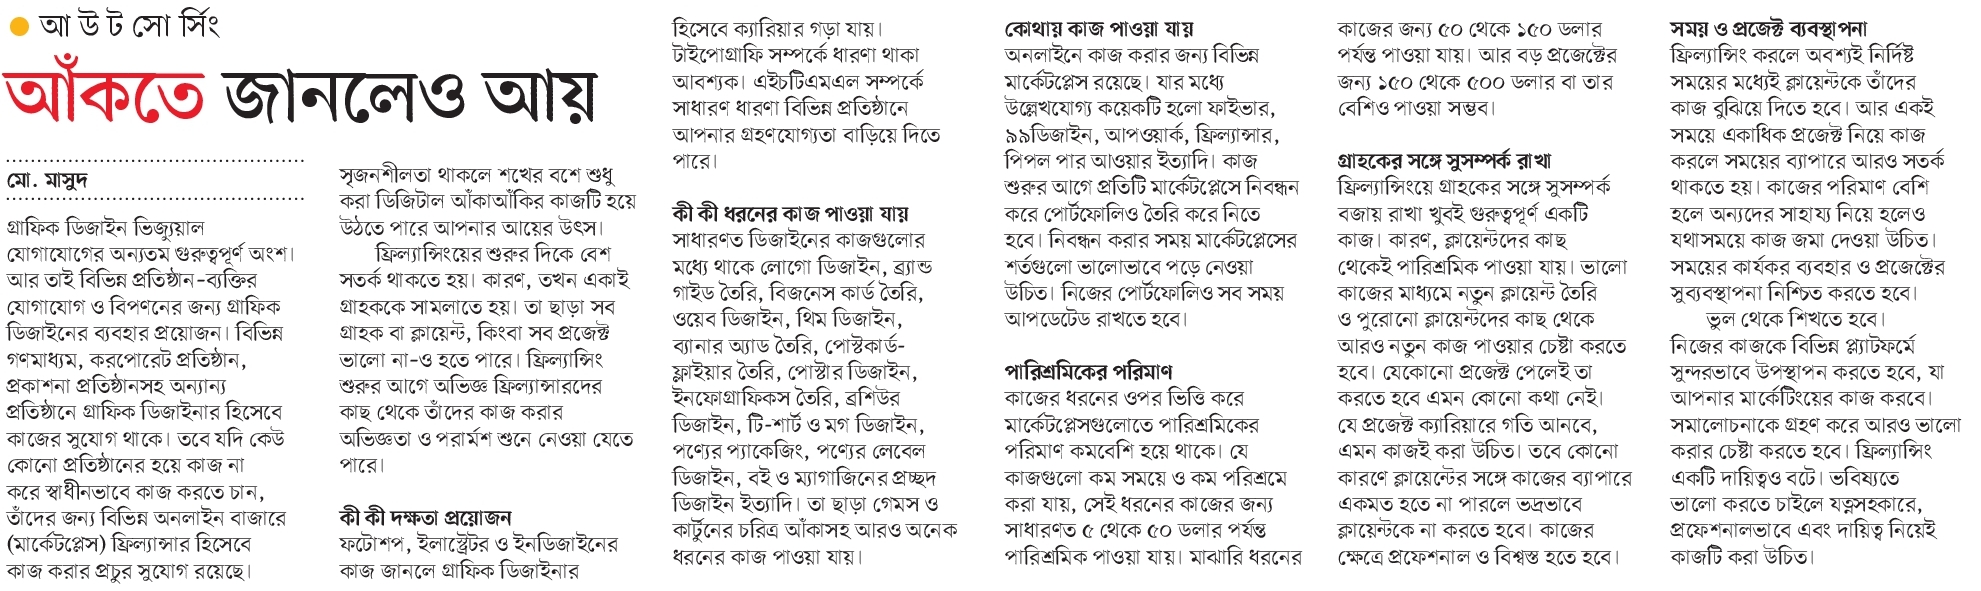 আ উ ট সো র্সিং
আঁকতে জানলেও আয়
মো. মাসুদ
গ্রাফিক ডিজাইন ভিজ্যুয়াল
যোগাযোগের অন্যতম গুরুত্বপূর্ণ অংশ।
আর তাই বিভিন্ন প্রতিষ্ঠান-ব্যক্তির
যোগাযোগ ও বিপণনের জন্য গ্রাফিক
ডিজাইনের ব্যবহার প্রয়োজন। বিভিন্ন
গণমাধ্যম, করপোরেট প্রতিষ্ঠান,
প্রকাশনা প্রতিষ্ঠানসহ অন্যান্য
প্রতিষ্ঠানে গ্রাফিক ডিজাইনার হিসেবে
কাজের সুযোগ থাকে। তবে যদি কেউ
কোনো প্রতিষ্ঠানের হয়ে কাজ না
করে স্বাধীনভাবে কাজ করতে চান,
তাঁদের জন্য বিভিন্ন অনলাইন বাজারে
(মার্কেটপ্লেস) ফ্রিল্যান্সার হিসেবে
কাজ করার প্রচুর সুযোগ রয়েছে।
সৃজনশীলতা থাকলে শখের বশে শুধু
করা ডিজিটাল আঁকাআঁকির কাজটি হয়ে
উঠতে পারে আপনার আয়ের উৎস।
ফ্রিল্যান্সিংয়ের শুরুর দিকে বেশ
সতর্ক থাকতে হয়। কারণ, তখন একাই
গ্রাহককে সামলাতে হয়। তা ছাড়া সব
গ্রাহক বা ক্লায়েন্ট, কিংবা সব প্রজেক্ট
ভালো না-ও হতে পারে। ফ্রিল্যান্সিং
শুরুর আগে অভিজ্ঞ ফ্রিল্যান্সারদের
কাছ থেকে তাঁদের কাজ করার
অভিজ্ঞতা ও পরার্মশ শুনে নেওয়া যেতে
পারে।
কী কী দক্ষতা প্রয়োজন
ফটোশপ, ইলাস্ট্রেটর ও ইনডিজাইনের
কাজ জানলে গ্রাফিক ডিজাইনার
হিসেবে ক্যারিয়ার গড়া যায়।
টাইপোগ্রাফি সম্পর্কে ধারণা থাকা
আবশ্যক। এইচটিএমএল সম্পর্কে
সাধারণ ধারণা বিভিন্ন প্রতিষ্ঠানে
আপনার গ্রহণযোগ্যতা বাড়িয়ে দিতে
পারে।
কী কী ধরনের কাজ পাওয়া যায়
সাধারণত ডিজাইনের কাজগুলোর
মধ্যে থাকে লোগো ডিজাইন, ব্র্যান্ড
গাইড তৈরি, বিজনেস কার্ড তৈরি,
ওয়েব ডিজাইন, থিম ডিজাইন,
ব্যানার অ্যাড তৈরি, পোস্টকার্ড-
ফ্লাইয়ার তৈরি, পোস্টার ডিজাইন,
ইনফোগ্রাফিকস তৈরি, ব্রশিউর
ডিজাইন, টি-শার্ট ও মগ ডিজাইন,
পণ্যের প্যাকেজিং, পণ্যের লেবেল
ডিজাইন, বই ও ম্যাগাজিনের প্রচ্ছদ
ডিজাইন ইত্যাদি। তা ছাড়া গেমস ও
কার্টুনের চরিত্র আঁকাসহ আরও অনেক
ধরনের কাজ পাওয়া যায়।
কোথায় কাজ পাওয়া যায়
অনলাইনে কাজ করার জন্য বিভিন্ন
মার্কেটপ্লেস রয়েছে। যার মধ্যে
উল্লেখযোগ্য কয়েকটি হলো ফাইভার,
৯৯ডিজাইন, আপওয়ার্ক, ফ্রিল্যান্সার,
পিপল পার আওয়ার ইত্যাদি। কাজ
শুরুর আগে প্রতিটি মার্কেটপ্লেসে নিবন্ধন
করে পোর্টফোলিও তৈরি করে নিতে
হবে। নিবন্ধন করার সময় মার্কেটপ্লেসের
শর্তগুলো ভালোভাবে পড়ে নেওয়া
উচিত। নিজের পোর্টফোলিও সব সময়
আপডেটেড রাখতে হবে।
পারিশ্রমিকের পরিমাণ
কাজের ধরনের ওপর ভিত্তি করে
মার্কেটপ্লেসগুলোতে পারিশ্রমিকের
পরিমাণ কমবেশি হয়ে থাকে। যে
কাজগুলো কম সময়ে ও কম পরিশ্রমে
করা যায়, সেই ধরনের কাজের জন্য
সাধারণত ৫ থেকে ৫০ ডলার পর্যন্ত
পারিশ্রমিক পাওয়া যায়। মাঝারি ধরনের
কাজের জন্য ৫০ থেকে ১৫০ ডলার
পর্যন্ত পাওয়া যায়। আর বড় প্রজেক্টের
জন্য ১৫০ থেকে ৫০০ ডলার বা তার
বেশিও পাওয়া সম্ভব।
গ্রাহকের সঙ্গে সুসম্পর্ক রাখা
ফ্রিল্যান্সিংয়ে গ্রাহকের সঙ্গে সুসম্পর্ক
বজায় রাখা খুবই গুরুত্বপূর্ণ একটি
কাজ। কারণ, ক্লায়েন্টদের কাছ
থেকেই পারিশ্রমিক পাওয়া যায়। ভালো
কাজের মাধ্যমে নতুন ক্লায়েন্ট তৈরি
ও পুরোনো ক্লায়েন্টদের কাছ থেকে
আরও নতুন কাজ পাওয়ার চেষ্টা করতে
হবে। যেকোনো প্রজেক্ট পেলেই তা
করতে হবে এমন কোনো কথা নেই।
যে প্রজেক্ট ক্যারিয়ারে গতি আনবে,
এমন কাজই করা উচিত। তবে কোনো
কারণে ক্লায়েন্টের সঙ্গে কাজের ব্যাপারে
একমত হতে না পারলে ভদ্রভাবে
ক্লায়েন্টকে না করতে হবে। কাজের
ক্ষেত্রে প্রফেশনাল ও বিশ্বস্ত হতে হবে।
সময় ও প্রজেক্ট ব্যবস্থাপনা
ফ্রিল্যান্সিং করলে অবশ্যই নির্দিষ্ট
সময়ের মধ্যেই ক্লায়েন্টকে তাঁদের
কাজ বুঝিয়ে দিতে হবে। আর একই
সময়ে একাধিক প্রজেক্ট নিয়ে কাজ
করলে সময়ের ব্যাপারে আরও সতর্ক
থাকতে হয়। কাজের পরিমাণ বেশি
হলে অন্যদের সাহায্য নিয়ে হলেও
যথাসময়ে কাজ জমা দেওয়া উচিত।
সময়ের কার্যকর ব্যবহার ও প্রজেক্টের
সুব্যবস্থাপনা নিশ্চিত করতে হবে।
ভুল থেকে শিখতে হবে।
নিজের কাজকে বিভিন্ন প্ল্যাটফর্মে
সুন্দরভাবে উপস্থাপন করতে হবে, যা
আপনার মার্কেটিংয়ের কাজ করবে।
সমালোচনাকে গ্রহণ করে আরও ভালো
করার চেষ্টা করতে হবে। ফ্রিল্যান্সিং
একটি দায়িত্বও বটে। ভবিষ্যতে
ভালো করতে চাইলে যত্নসহকারে,
প্রফেশনালভাবে এবং দায়িত্ব নিয়েই
কাজটি করা উচিত।